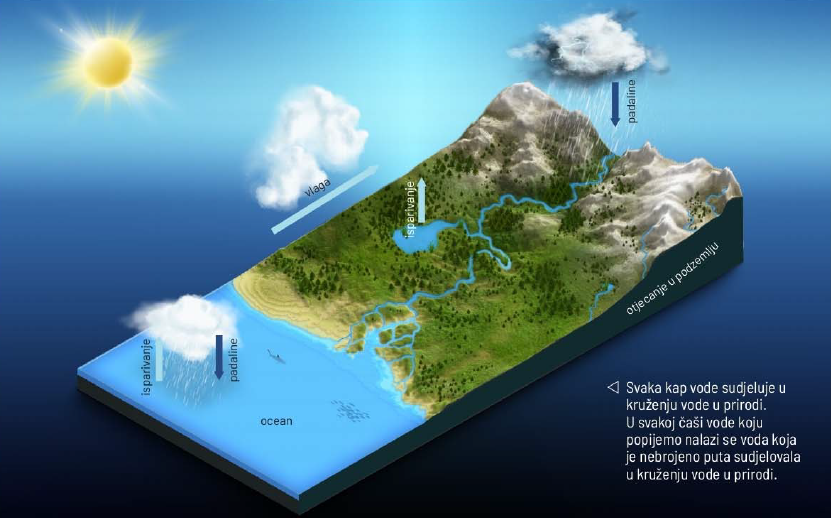 padaline
vlaga
isparivanje
otjecanje u podzemlju
isparivanje
padaline
ocean
Svaka kap vode sudjeluje u
kruženju vode u prirodi.
U svakoj čaši vode koju
popijemo nalazi se voda koja
je nebrojeno puta sudjelovala
u kruženju vode u prirodi.